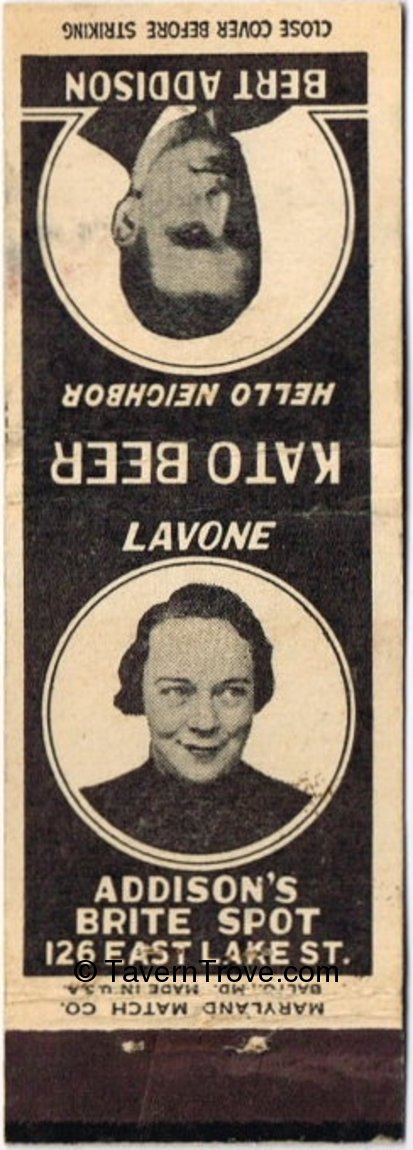 CLOSE COVER BEFORE STRIKING
BERT ADDISON
HELLO NEIGHBOR
KATO BEER
LAVONE
ADDISON'S
BRITE SPOT
126 EAST LAKE ST.
© TavernTrove.com
MARYLAND MATCH CO.
BALTO., MD. MADE IN U.S.A.